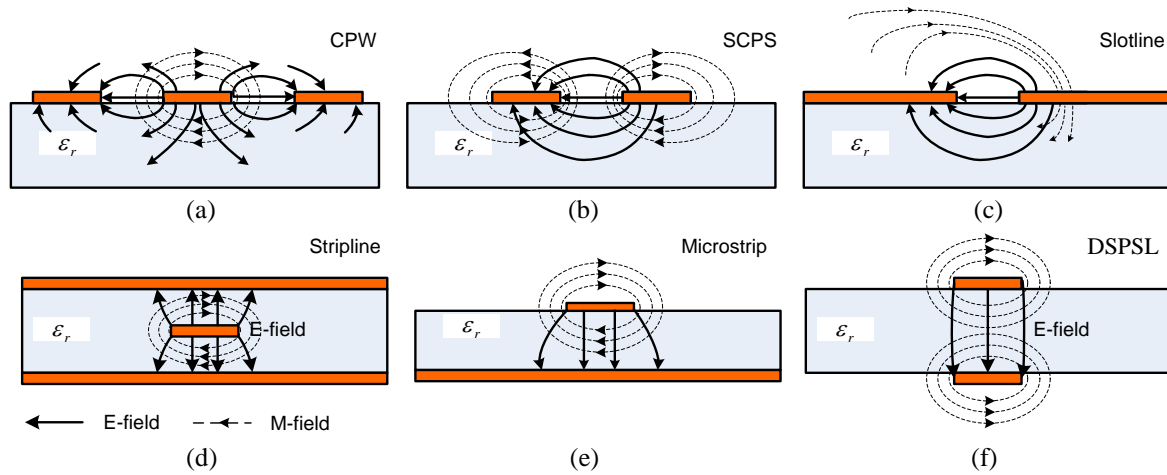 CPW
SCPS
Slotline
εr
εr
εr
(a)
(b)
(c)
Stripline
Microstrip
DSPSL
εr
E-field
εr
εr
E-field
E-field
M-field
(d)
(e)
(f)